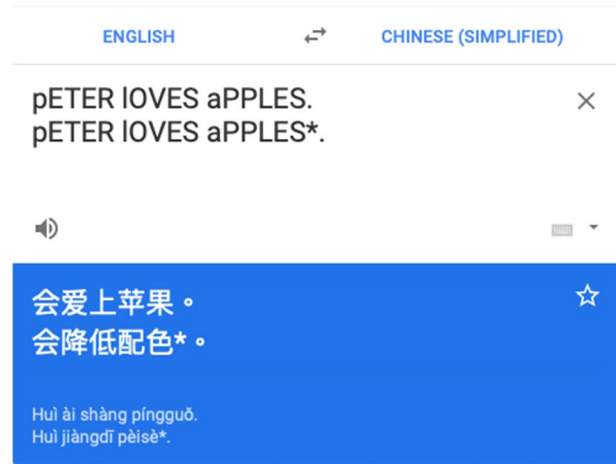 ENGLISH CHINESE (SIMPLIFIED)
pETER lOVES aPPLES.
pETER lOVES aPPLES*.
会爱上苹果。
会降低配色*。
Huì ài shàng píngguǒ.
Huì jiàngdī pèisè*.